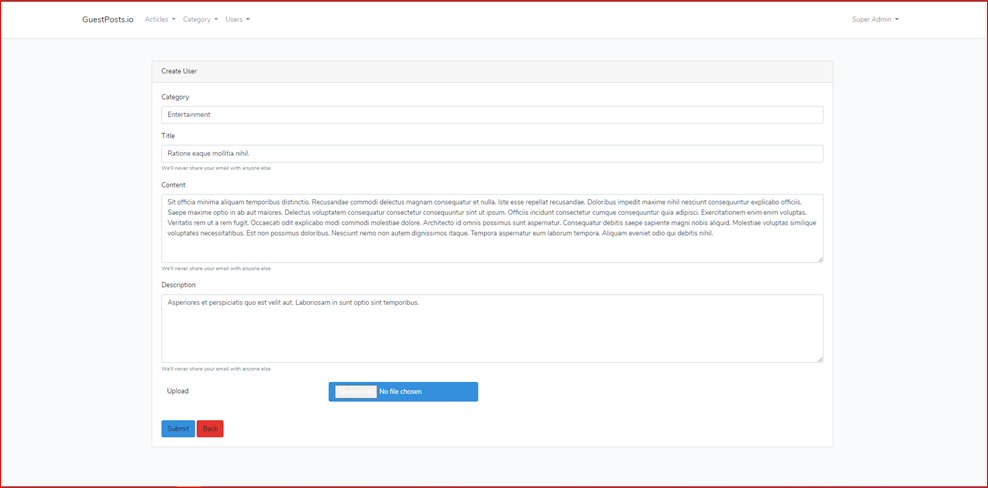 GuestPosts.io Articles Category Users Super Admin
Create User
Category
Entertainment
Title
Ratione eaque mollitia nihil.
We'll never share your email with anyone else.
Content
Sit officia minima aliquam temporibus distinctio. Recusandae commodi delectus magnam consequatur et nulla. Iste esse repellat recusandae. Doloribus impedit maxime nihil nesciunt consequuntur explicabo officiis.
Saepe maxime optio in ab aut maiores. Delectus voluptatem consequatur consectetur consequuntur sint ut ipsum. Officiis incidunt consectetur cumque consequuntur quia adipisci. Exercitationem enim enim voluptas.
Veritatis rem ut a rem fugit. Occaecati odit explicabo modi commodi molestiae dolore. Architecto id omnis possimus sunt aspernatur. Consequatur debitis saepe sapiente magni nobis aliquid. Molestiae voluptas similique
voluptates necessitatibus. Est non possimus doloribus. Nesciunt nemo non autem dignissimos itaque. Tempora aspernatur eum laborum tempora. Aliquam eveniet odio qui debitis nihil.
We'll never share your email with anyone else.
Description
Asperiores et perspiciatis quo est velit aut. Laboriosam in sunt optio sint temporibus.
We'll never share your email with anyone else.
Upload No file chosen
Submit Back